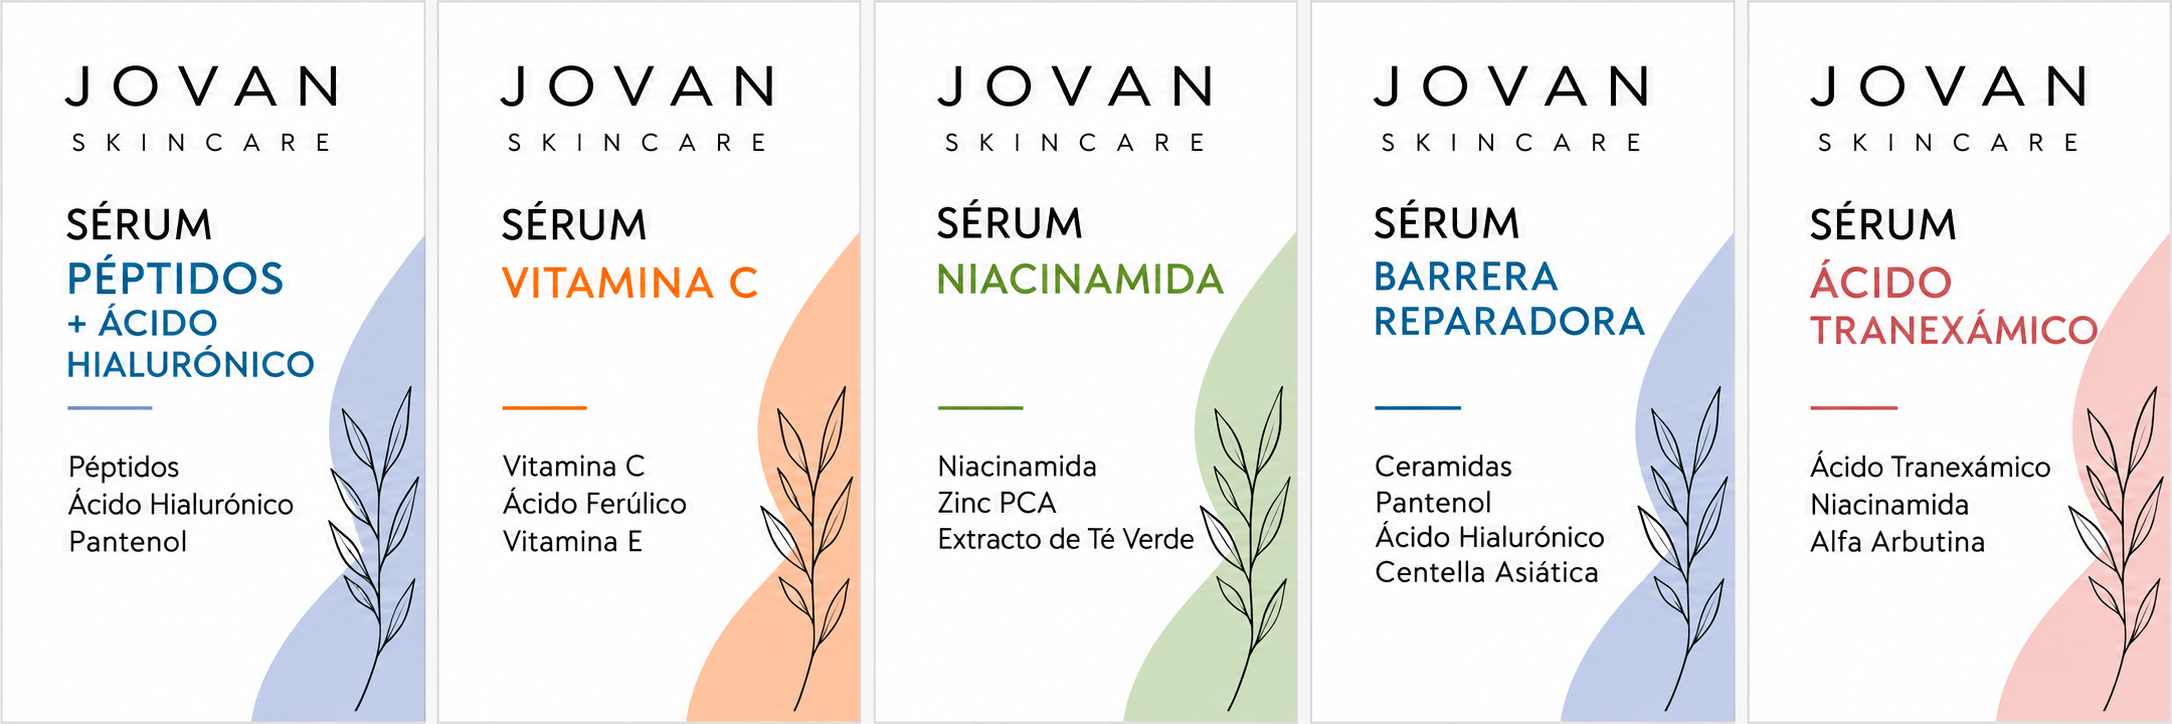 JOVAN
SKINCARE
SÉRUM
PÉPTIDOS
+ ÁCIDO
HIALURÓNICO
Péptidos
Ácido Hialurónico
Pantenol
JOVAN
SKINCARE
SÉRUM
VITAMINA C
Vitamina C
Ácido Ferúlico
Vitamina E
JOVAN
SKINCARE
SÉRUM
NIACINAMIDA
Niacinamida
Zinc PCA
Extracto de Té Verde
JOVAN
SKINCARE
SÉRUM
BARRERA
REPARADORA
Ceramidas
Pantenol
Ácido Hialurónico
Centella Asiática
JOVAN
SKINCARE
SÉRUM
ÁCIDO
TRANEXÁMICO
Ácido Tranexámico
Niacinamida
Alfa Arbutina